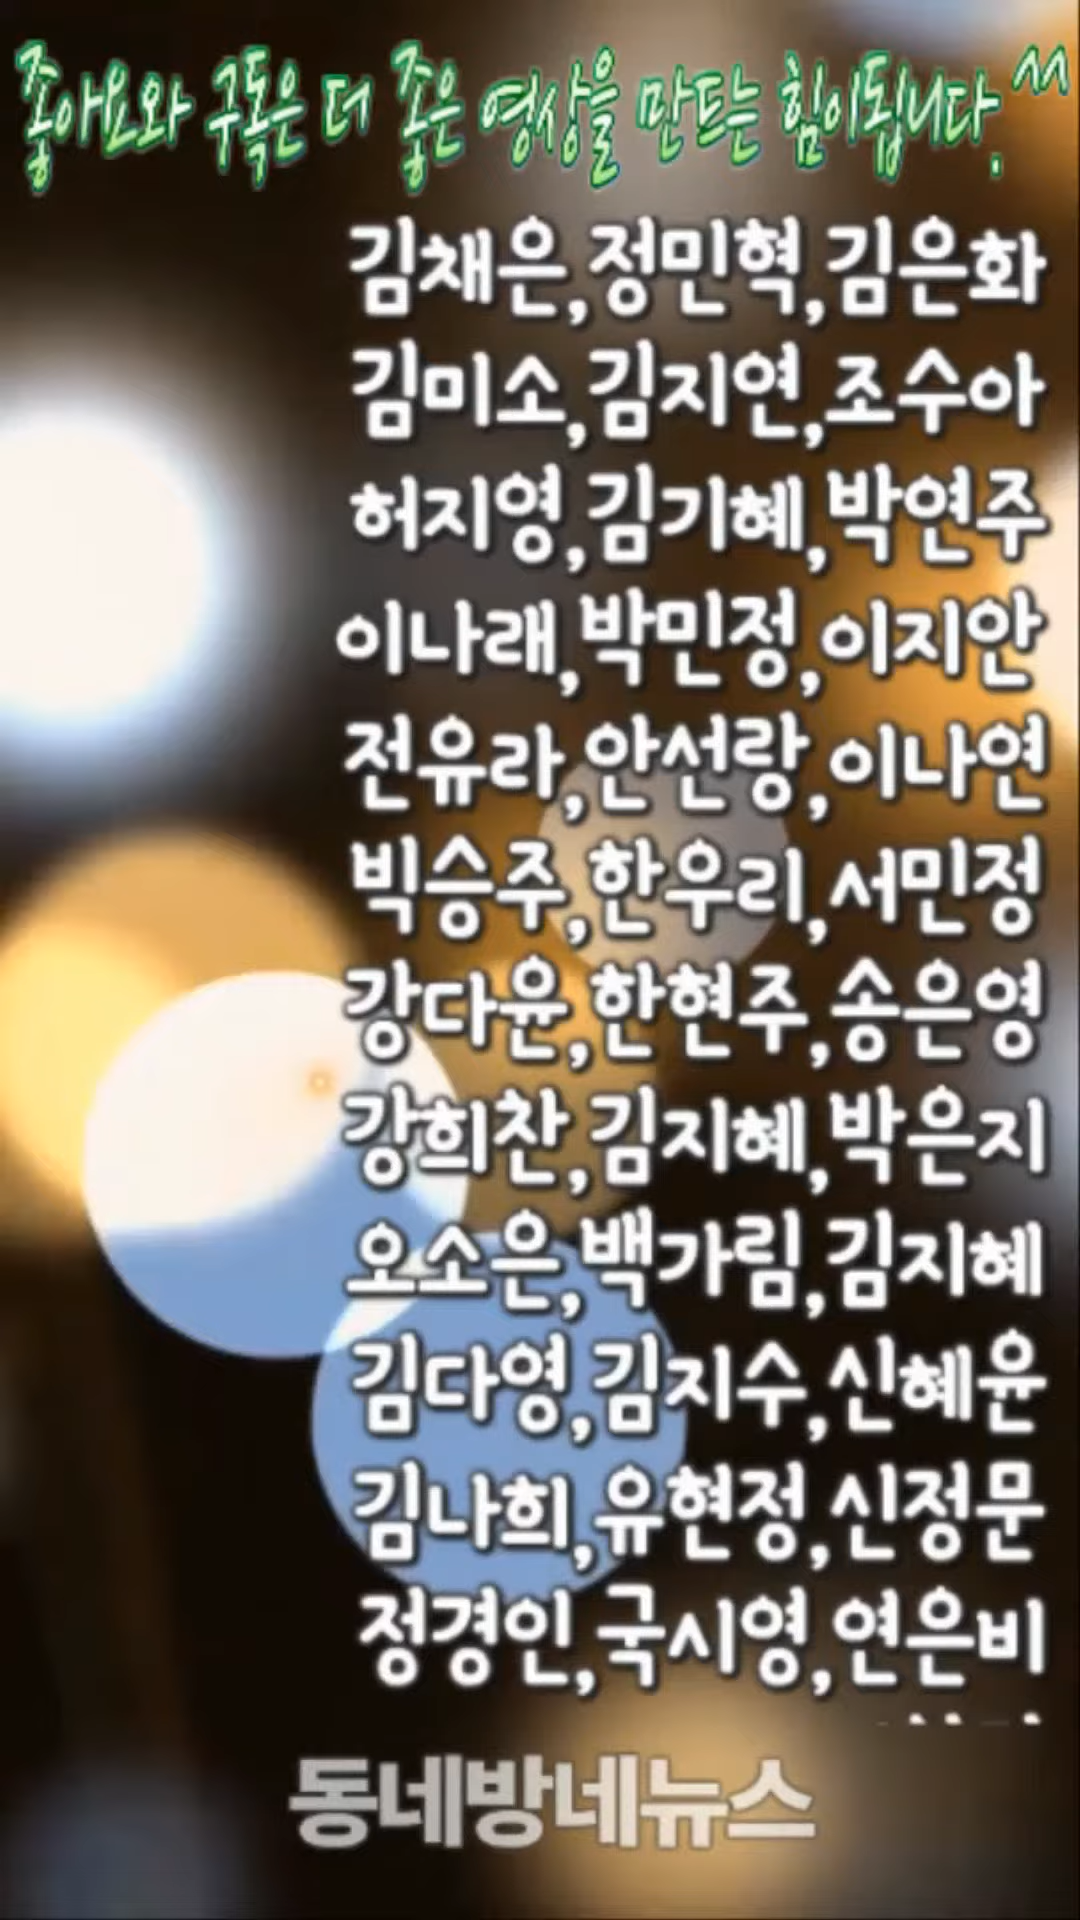 좋아요와 구독은 더 좋은 영상을 만드는 힘이됩니다.^^
김채은,정민혁,김은화
김미소,김지연,조수아
허지영,김기혜,박연주
이나래,박민정,이지안
전유라,안선랑,이나연
빅승주,한우리,서민정
강다윤,한현주,송은영
강희찬,김지혜,박은지
오소은,백가림,김지혜
김다영,김지수,신혜윤
김나희,유현정,신정문
정경인,국시영,연은비
동네방네뉴스